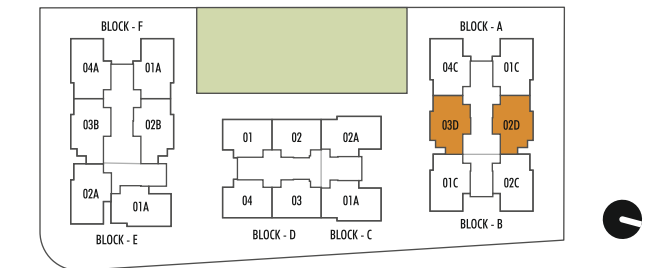 BLOCK - F
04A
01A
03B
02B
02A
01A
BLOCK - E
01
02
02A
04
03
01A
BLOCK - D
BLOCK - C
BLOCK - A
04C
01C
03D
02D
01C
02C
BLOCK - B